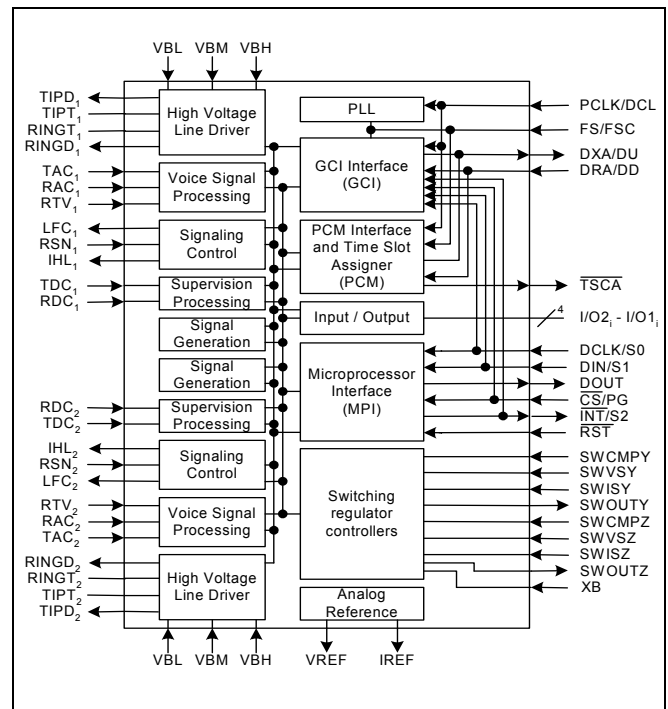 VBL VBM VBH
TIPD1
TIPT1
RINGT1
RINGD1
High Voltage
Line Driver
TAC1
RAC1
RTV1
Voice Signal
Processing
LFC1
RSN1
IHL1
Signaling
Control
TDC1
RDC1
Supervision
Processing
Signal
Generation
Signal
Generation
RDC2
TDC2
Supervision
Processing
IHL2
RSN2
LFC2
Signaling
Control
RTV2
RAC2
TAC2
Voice Signal
Processing
RINGD2
RINGT2
TIPT2
TIPD2
High Voltage
Line Driver
VBL VBM VBH
PLL
GCI Interface
(GCI)
PCM Interface
and Time Slot
Assigner
(PCM)
Input / Output
Microprocessor
Interface
(MPI)
Switching
regulator
controllers
Analog
Reference
VREF IREF
PCLK/DCL
FS/FSC
DXA/DU
DRA/DD
TSCA
4
I/O2i - I/O1i
DCLK/S0
DIN/S1
DOUT
CS/PG
INT/S2
RST
SWCMPY
SWVSY
SWISY
SWOUTY
SWCMPZ
SWVSZ
SWISZ
SWOUTZ
XB